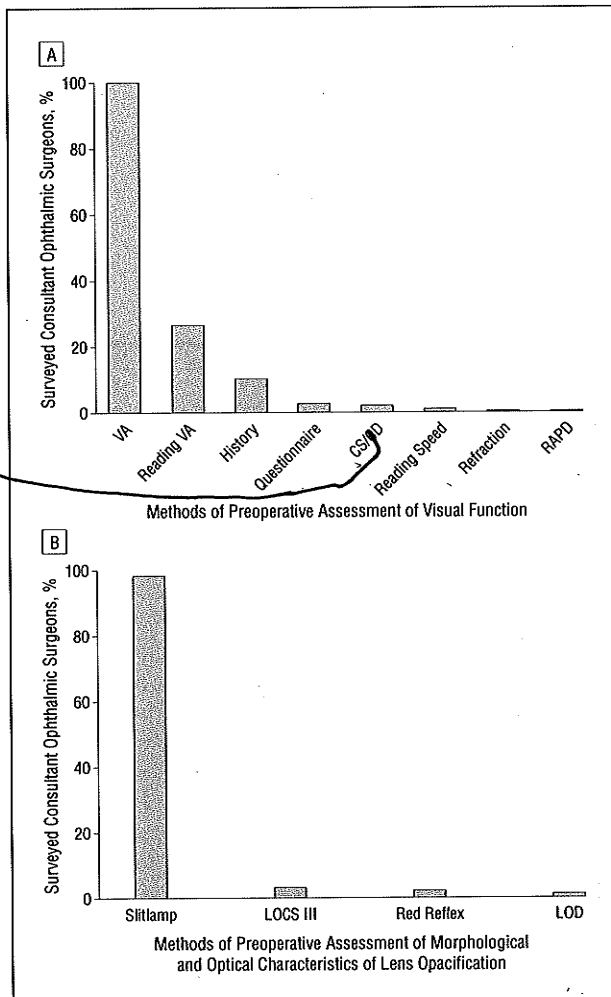 A
Surveyed Consultant Ophthalmic Surgeons, %
100
80
60
40
20
0
VA
Reading VA
History
Questionnaire
Reading Speed
Refraction
RAPD
Methods of Preoperative Assessment of Visual Function
B
Surveyed Consultant Ophthalmic Surgeons, %
100
80
60
40
20
0
Slitlamp
LOCS III
Red Reflex
LOD
Methods of Preoperative Assessment of Morphological
and Optical Characteristics of Lens Opacification